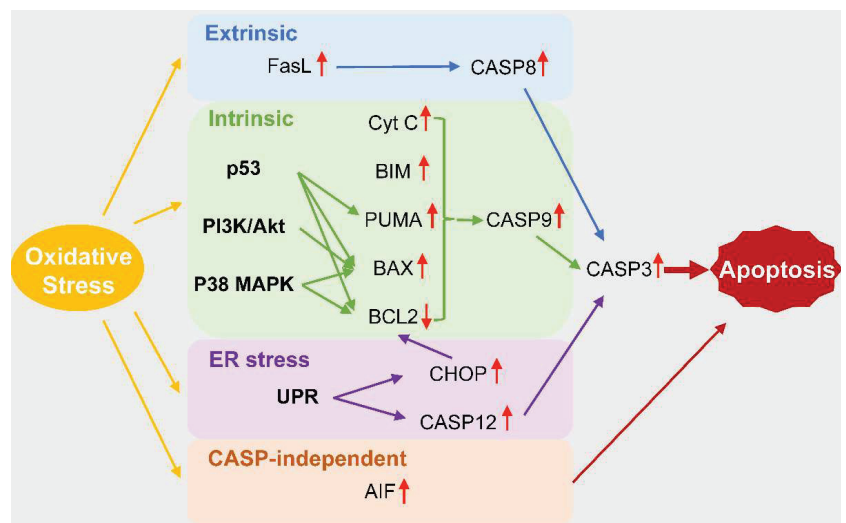 Extrinsic
FasL
CASP8
Intrinsic
Cyt C
p53
BIM
PUMA
CASP9
PI3K/Akt
BAX
P38 MAPK
BCL2
Oxidative
Stress
CASP3
Apoptosis
ER stress
CHOP
UPR
CASP12
CASP-independent
AIF